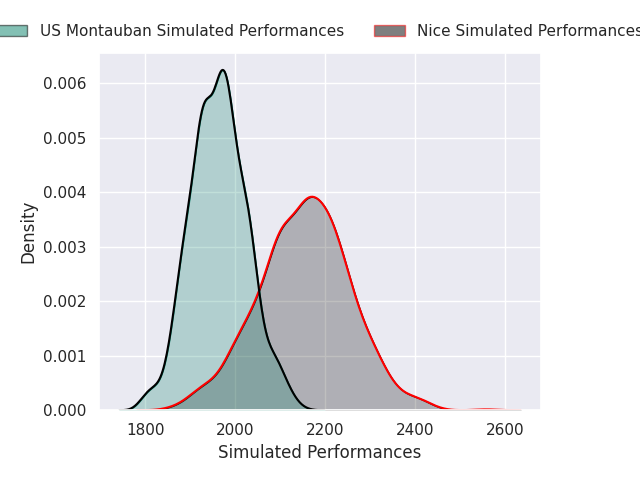 US Montauban Simulated Performances Nice Simulated Performances
0.006
0.005
0.004
0.003
0.002
0.001
0.000
Density
1800 2000 2200 2400 2600
Simulated Performances